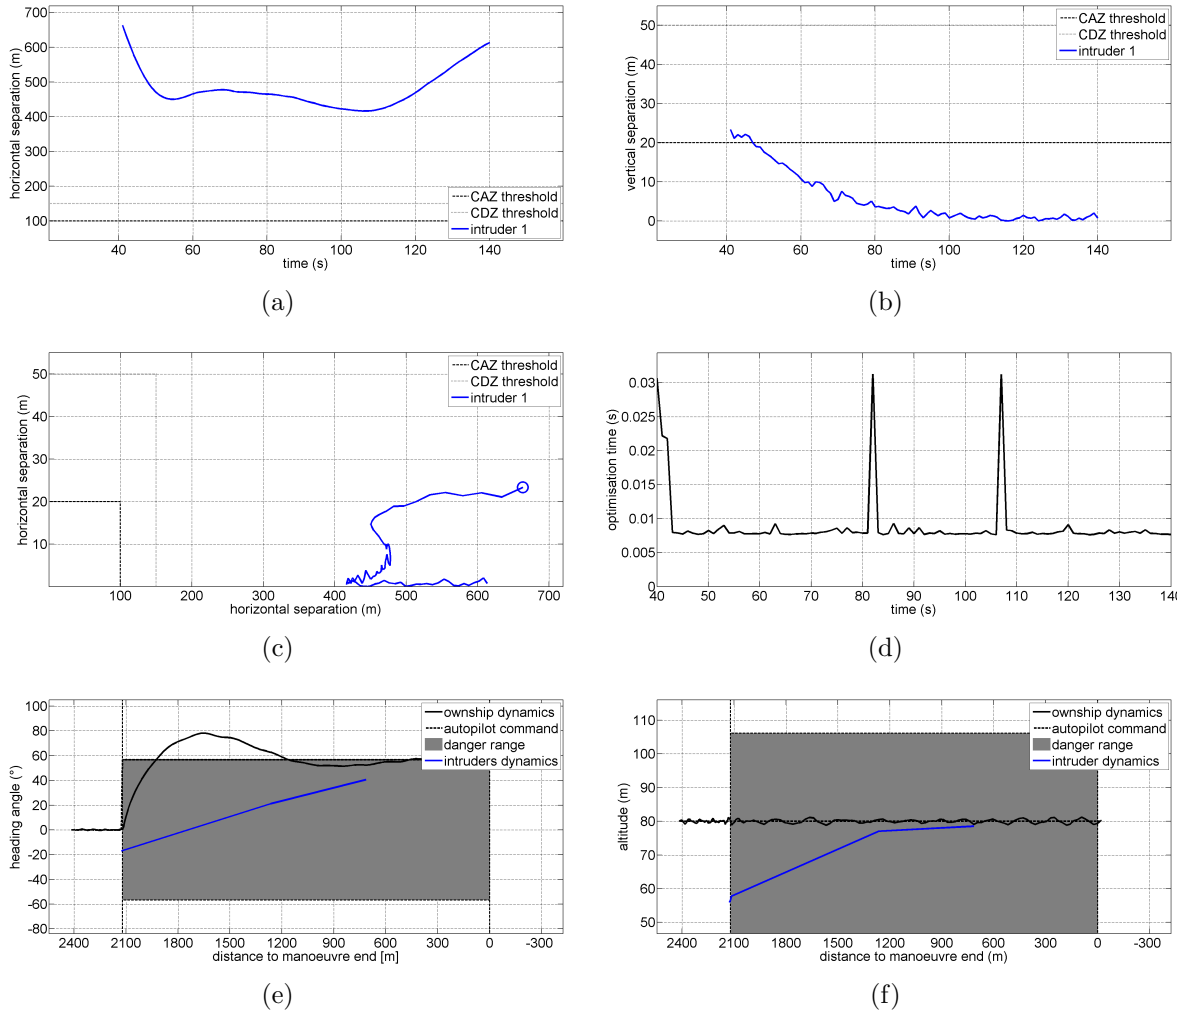 700
600
500
400
300
200
100
horizontal separation (m)
CAZ threshold
CDZ threshold
intruder 1
40 60 80 100 120 140
time (s)
(a)
50
40
30
20
10
0
vertical separation (m)
CAZ threshold
CDZ threshold
intruder 1
40 60 80 100 120 140
time (s)
(b)
50
40
30
20
10
horizontal separation (m)
CAZ threshold
CDZ threshold
intruder 1
100 200 300 400 500 600 700
horizontal separation (m)
(c)
0.03
0.025
0.02
0.015
0.01
0.005
0
optimisation time (s)
40 50 60 70 80 90 100 110 120 130 140
time (s)
(d)
100
80
60
40
20
0
-20
-40
-60
-80
heading angle (°)
ownship dynamics
autopilot command
danger range
intruders dynamics
2400 2100 1800 1500 1200 900 600 300 0 -300
distance to manoeuvre end [m]
(e)
110
100
90
80
70
60
50
altitude (m)
ownship dynamics
autopilot command
danger range
intruder dynamics
2400 2100 1800 1500 1200 900 600 300 0 -300
distance to manoeuvre end (m)
(f)